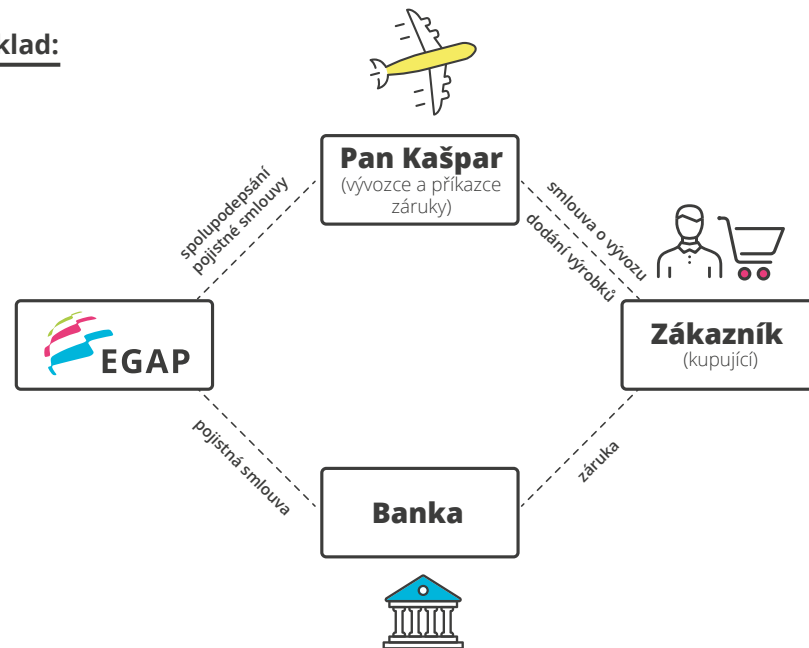 klad:
Pan Kašpar
(vývozce a příkazce
záruky)
spolupodepsání
pojistné smlouvy
smlouva o vývozu
dodání výrobků
EGAP
Zákazník
(kupující)
pojistná smlouva
záruka
Banka